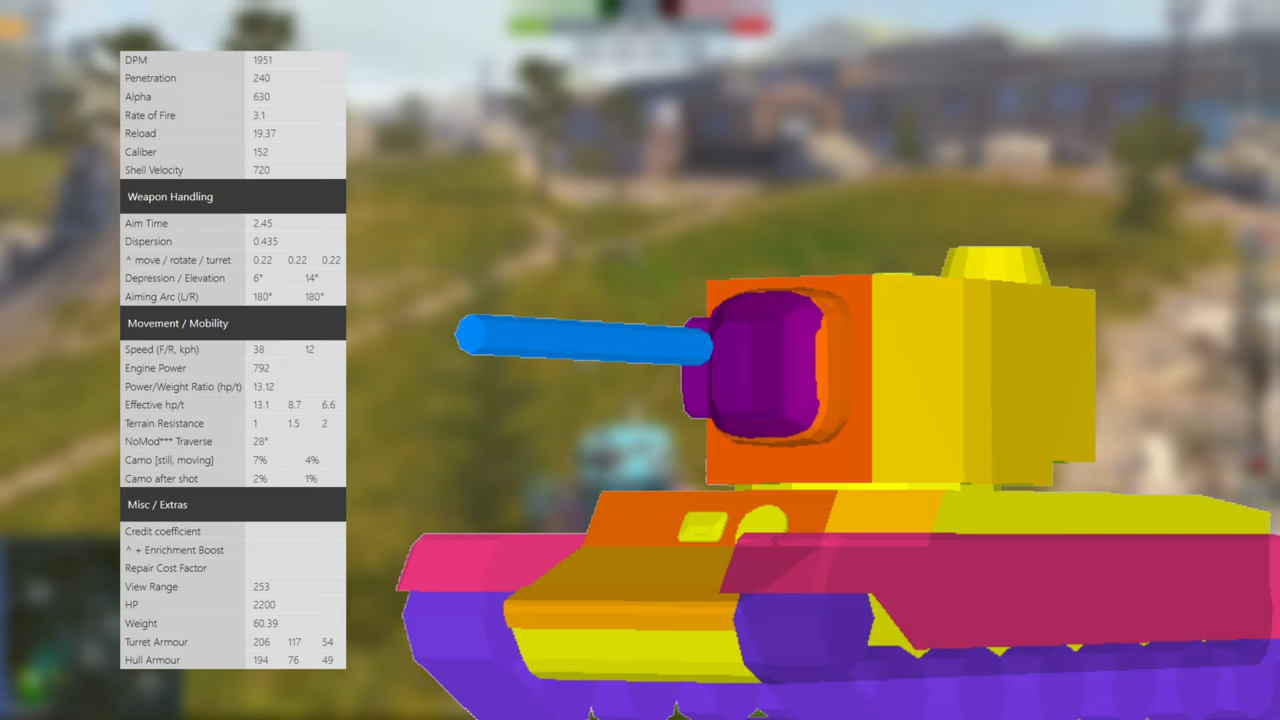 DPM 1951
Penetration 240
Alpha 630
Rate of Fire 3.1
Reload 19.37
Caliber 152
Shell Velocity 720
Weapon Handling
Aim Time 2.45
Dispersion 0.435
^ move / rotate / turret 0.22 0.22 0.22
Depression / Elevation 6° 14°
Aiming Arc (L/R) 180° 180°
Movement / Mobility
Speed (F/R, kph) 38 12
Engine Power 792
Power/Weight Ratio (hp/t) 13.12
Effective hp/t 13.1 8.7 6.6
Terrain Resistance 1 1.5 2
NoMod*** Traverse 28°
Camo [still, moving] 7% 4%
Camo after shot 2% 1%
Misc / Extras
Credit coefficient
^ + Enrichment Boost
Repair Cost Factor
View Range 253
HP 2200
Weight 60.39
Turret Armour 206 117 54
Hull Armour 194 76 49